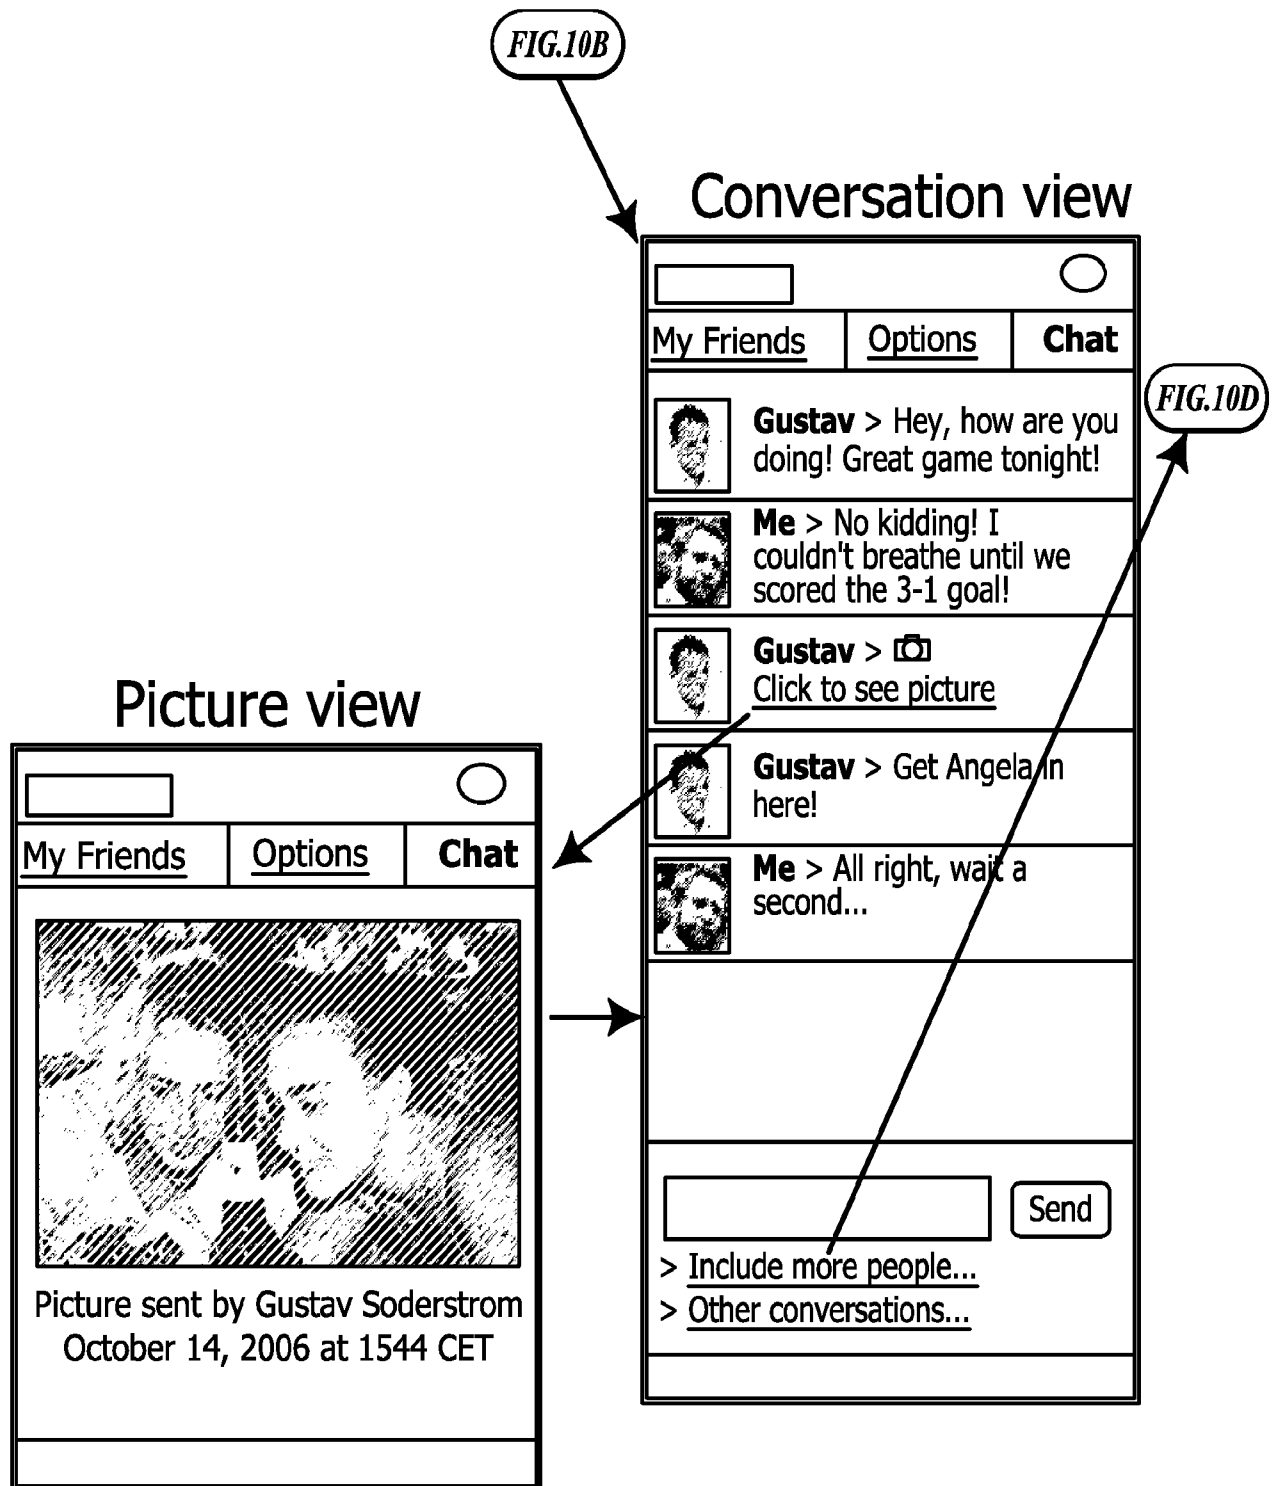 FIG.10B
Conversation view
My Friends
Options
Chat
FIG.10D
Gustav > Hey, how are you
doing! Great game tonight!
Me > No kidding! I
couldn't breathe until we
scored the 3-1 goal!
Gustav >
Click to see picture
Gustav > Get Angela in
here!
Me > All right, wait a
second...
Send
> Include more people...
> Other conversations...
Picture view
My Friends
Options
Chat
Picture sent by Gustav Soderstrom
October 14, 2006 at 1544 CET